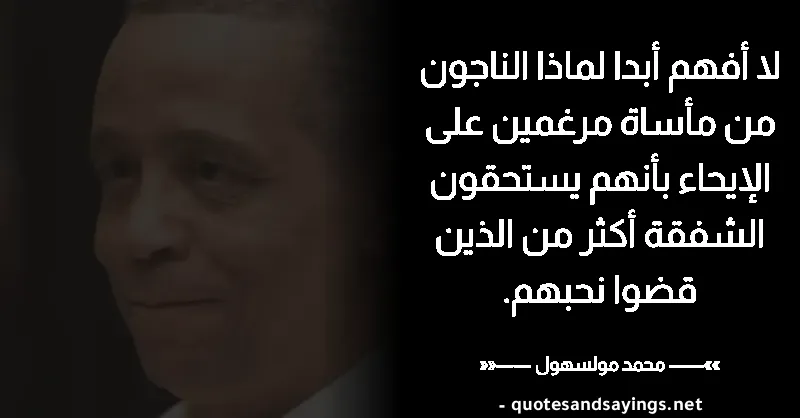 لا أفهم أبدا لماذا الناجون
من مأساة مرغمين على
الإيحاء بأنهم يستحقون
الشفقة أكثر من الذين
قضوا نحبهم.
»»—— محمد مولسهول ——««
- quotesandsayings.net